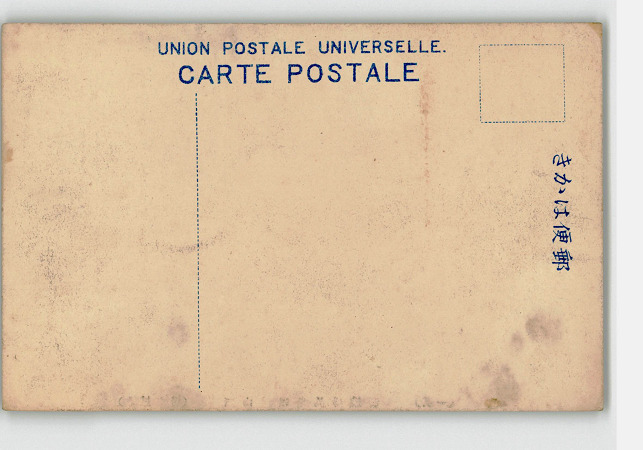 UNION POSTALE UNIVERSELLE.
CARTE POSTALE
きかは便郵